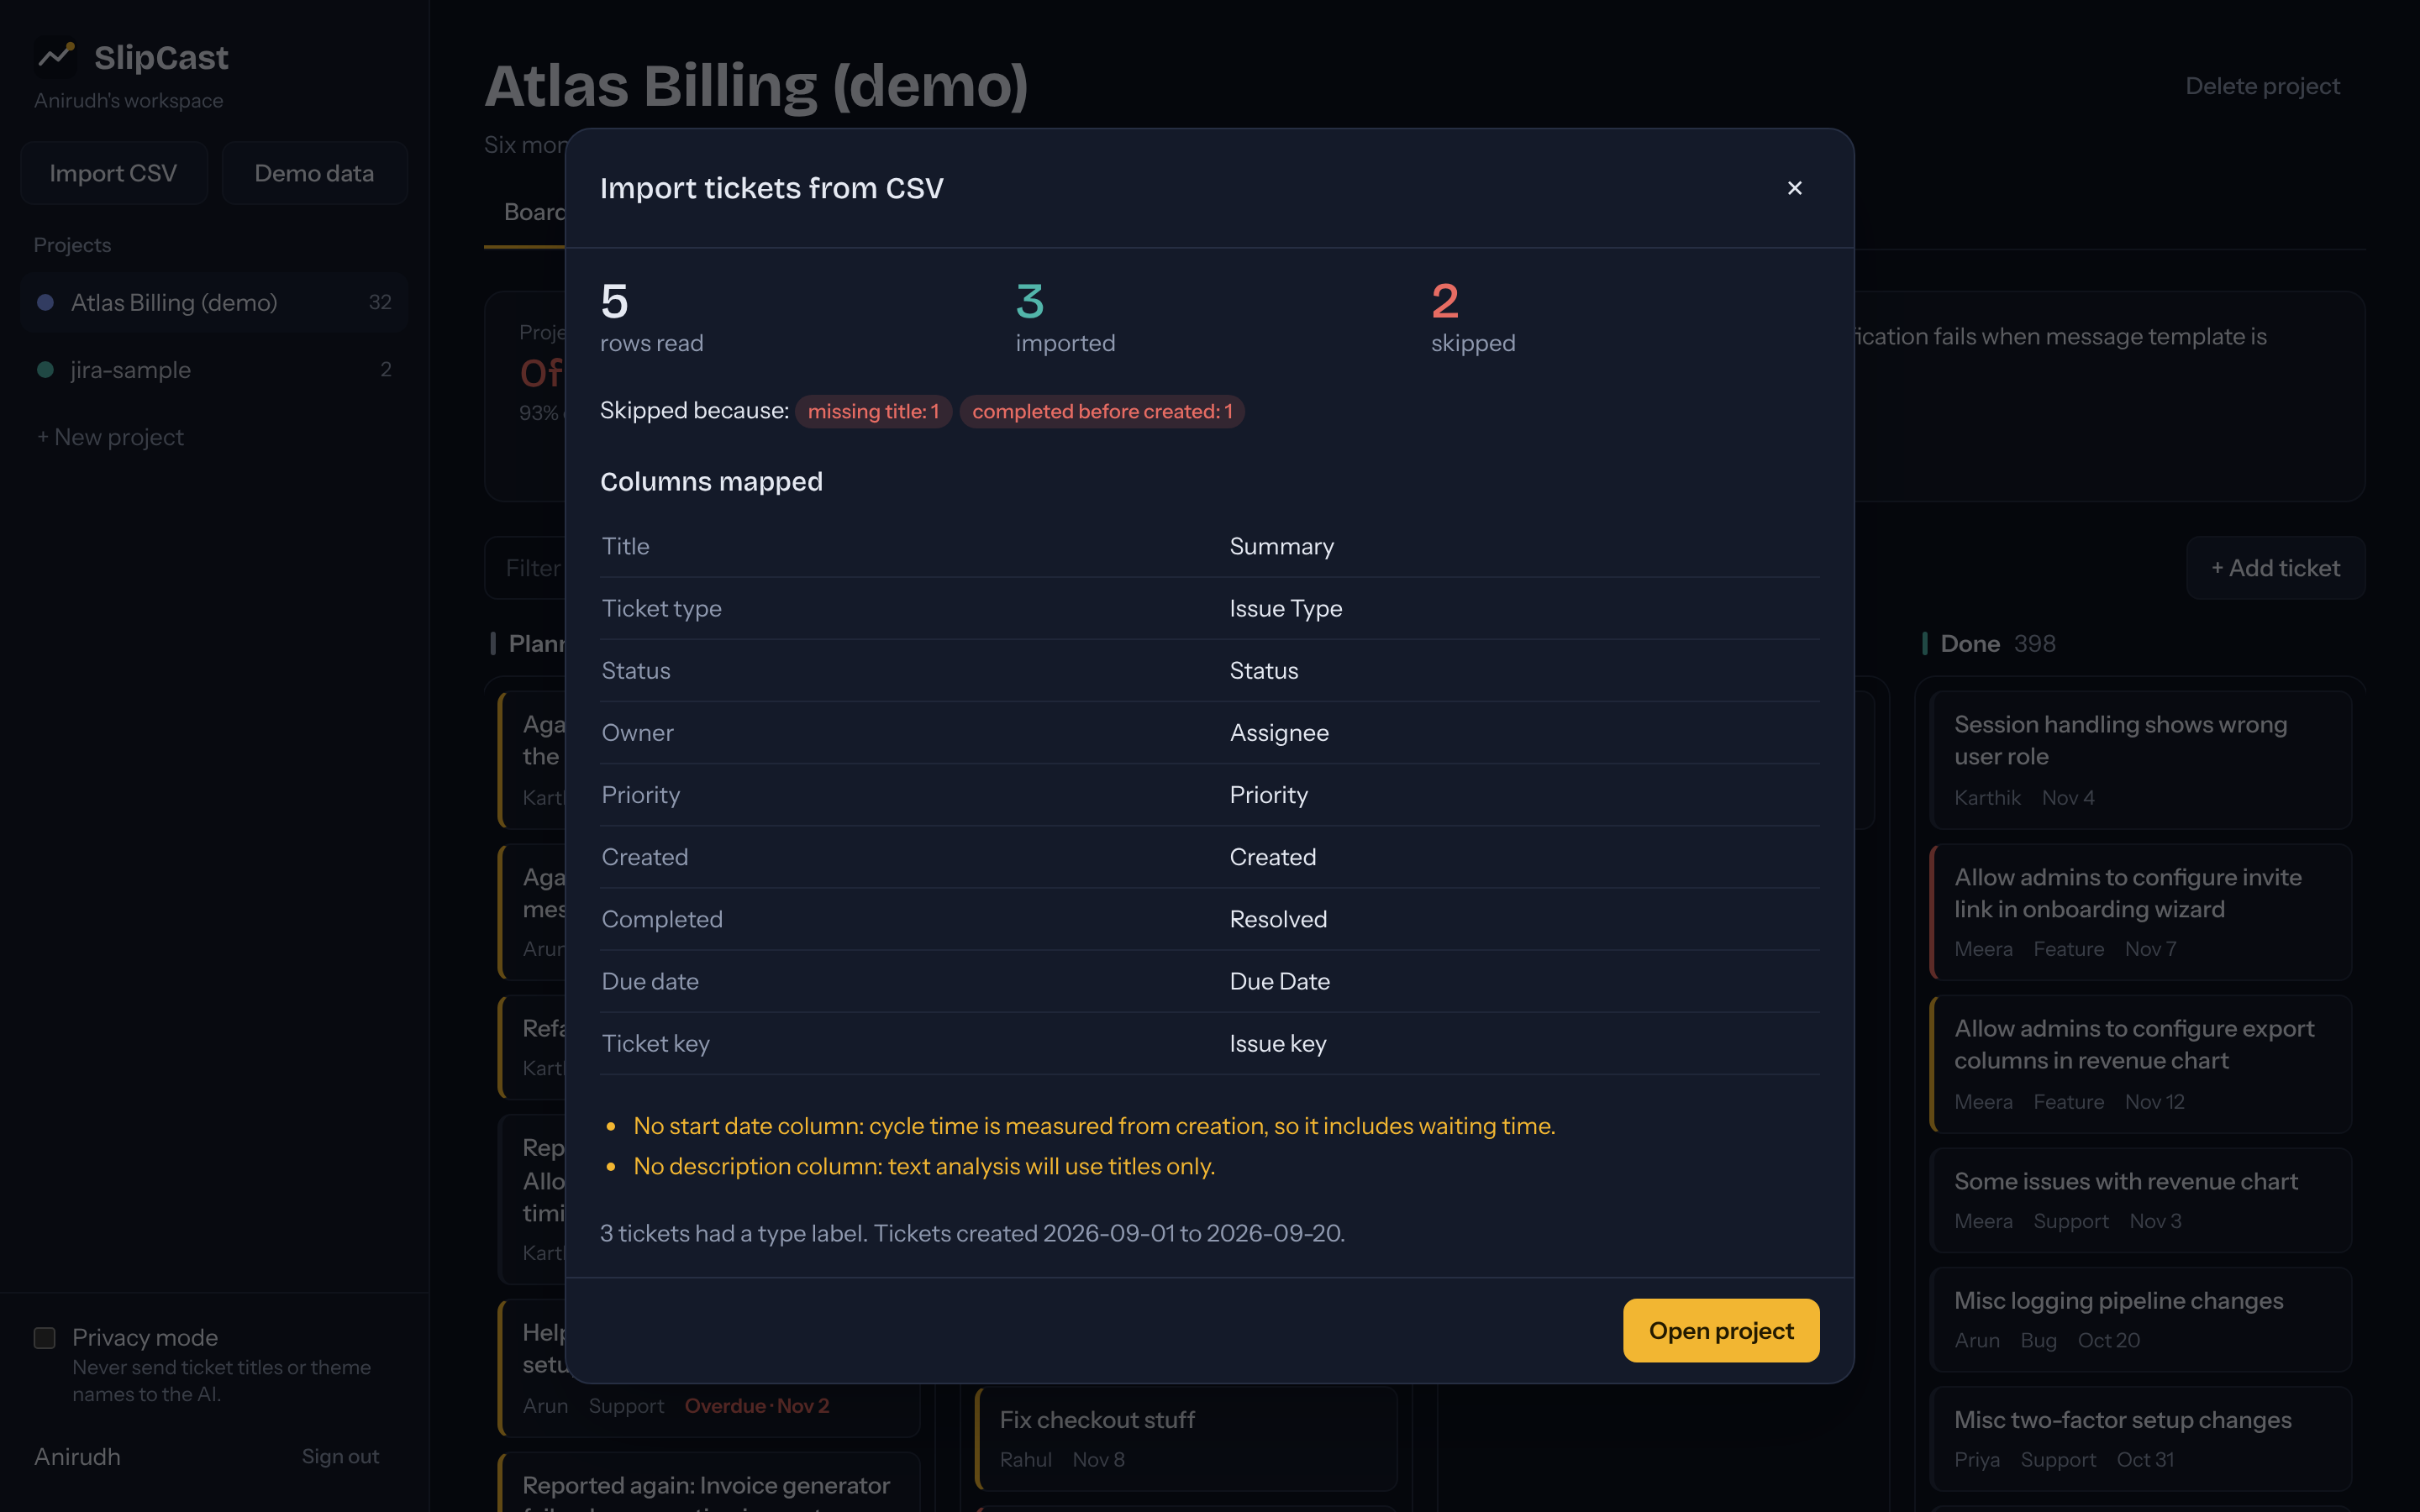 SlipCast
Anirudh's workspace
Import CSV
Demo data
Projects
Atlas Billing (demo) 32
jira-sample 2
+ New project
Privacy mode
Never send ticket titles or theme
names to the AI.
Anirudh
Sign out
Atlas Billing (demo)
Delete project
Six
Import tickets from CSV
×
5
rows read
3
imported
2
skipped
Skipped because: missing title: 1 completed before created: 1
Columns mapped
Title Summary
Ticket type Issue Type
Status Status
Owner Assignee
Priority Priority
Created Created
Completed Resolved
Due date Due Date
Ticket key Issue key
• No start date column: cycle time is measured from creation, so it includes waiting time.
• No description column: text analysis will use titles only.
3 tickets had a type label. Tickets created 2026-09-01 to 2026-09-20.
Open project
93%
fails when message template is
Filter
+ Add ticket
the
Arun Support Overdue · Nov 2
Reported again: Invoice generator
Fix checkout stuff
Rahul Nov 8
Done 398
Session handling shows wrong
user role
Karthik Nov 4
Allow admins to configure invite
link in onboarding wizard
Meera Feature Nov 7
Allow admins to configure export
columns in revenue chart
Meera Feature Nov 12
Some issues with revenue chart
Meera Support Nov 3
Misc logging pipeline changes
Arun Bug Oct 20
Misc two-factor setup changes
Priya Support Oct 31